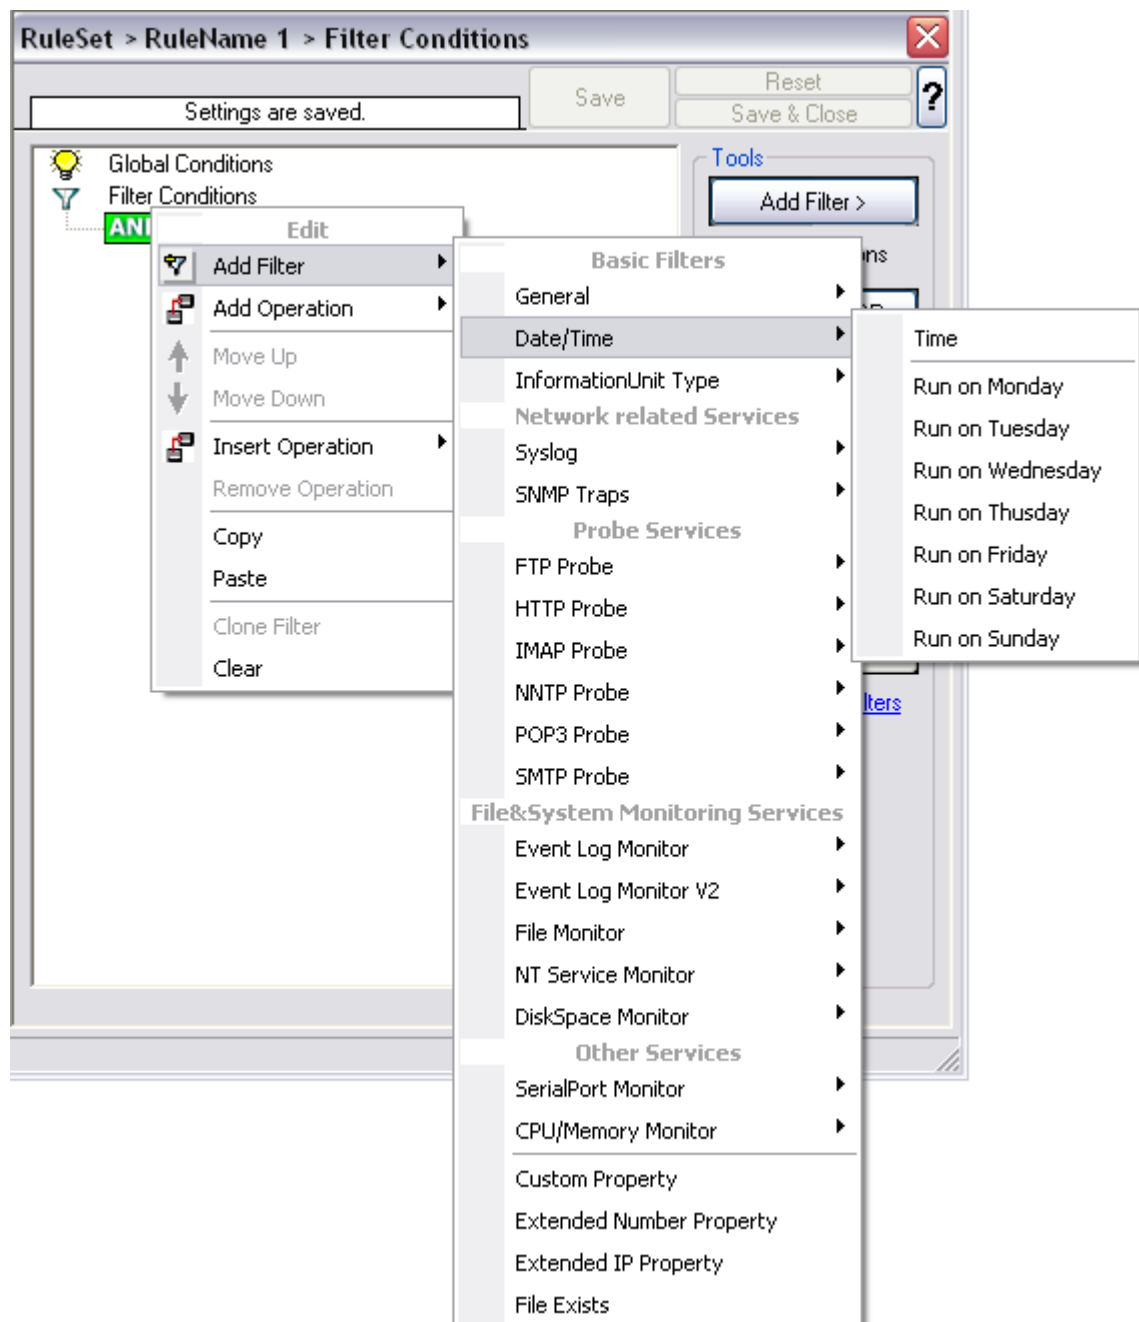 RuleSet > RuleName 1 > Filter Conditions
Settings are saved.
Save
Reset
Save & Close
?
Global Conditions
Filter Conditions
Tools
Add Filter >
Edit
Add Filter
Add Operation
Move Up
Move Down
Insert Operation
Remove Operation
Copy
Paste
Clone Filter
Clear
Basic Filters
General
Date/Time
InformationUnit Type
Network related Services
Syslog
SNMP Traps
Probe Services
FTP Probe
HTTP Probe
IMAP Probe
NNTP Probe
POP3 Probe
SMTP Probe
File&System Monitoring Services
Event Log Monitor
Event Log Monitor V2
File Monitor
NT Service Monitor
DiskSpace Monitor
Other Services
SerialPort Monitor
CPU/Memory Monitor
Custom Property
Extended Number Property
Extended IP Property
File Exists
Time
Run on Monday
Run on Tuesday
Run on Wednesday
Run on Thusday
Run on Friday
Run on Saturday
Run on Sunday